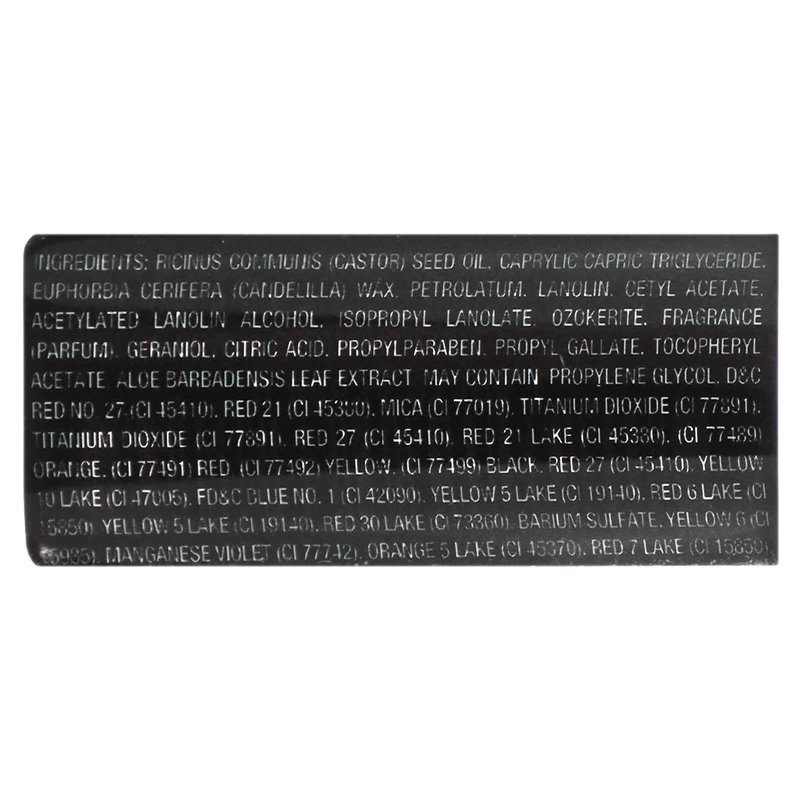 INGREDIENTS: RICINUS COMMUNIS (CASTOR) SEED OIL, CAPRYLIC CAPRIC TRIGLYCERIDE,
EUPHORBIA CERIFERA (CANDELILLA) WAX, PETROLATUM, LANOLIN, CETYL ACETATE,
ACETYLATED LANOLIN ALCOHOL, ISOPROPYL LANOLATE, OZOKERITE, FRAGRANCE
(PARFUM), GERANIOL, CITRIC ACID, PROPYLPARABEN, PROPYL GALLATE, TOCOPHERYL
ACETATE, ALOE BARBADENSIS LEAF EXTRACT, MAY CONTAIN PROPYLENE GLYCOL, D&C
RED NO. 27 (CI 45410), RED 21 (CI 45380), MICA (CI 77019), TITANIUM DIOXIDE (CI 77891),
TITANIUM DIOXIDE (CI 77891), RED 27 (CI 45410), RED 21 LAKE (CI 45380), (CI 77489)
ORANGE, (CI 77491) RED, (CI 77492) YELLOW, (CI 77499) BLACK, RED 27 (CI 45410), YELLOW
10 LAKE (CI 47005), FD&C BLUE NO. 1 (CI 42090), YELLOW 5 LAKE (CI 19140), RED 6 LAKE (CI
15850), YELLOW 5 LAKE (CI 19140), RED 30 LAKE (CI 73360), BARIUM SULFATE, YELLOW 6 (CI
15985), MANGANESE VIOLET (CI 77742), ORANGE 5 LAKE (CI 45370), RED 7 LAKE (CI 15850)